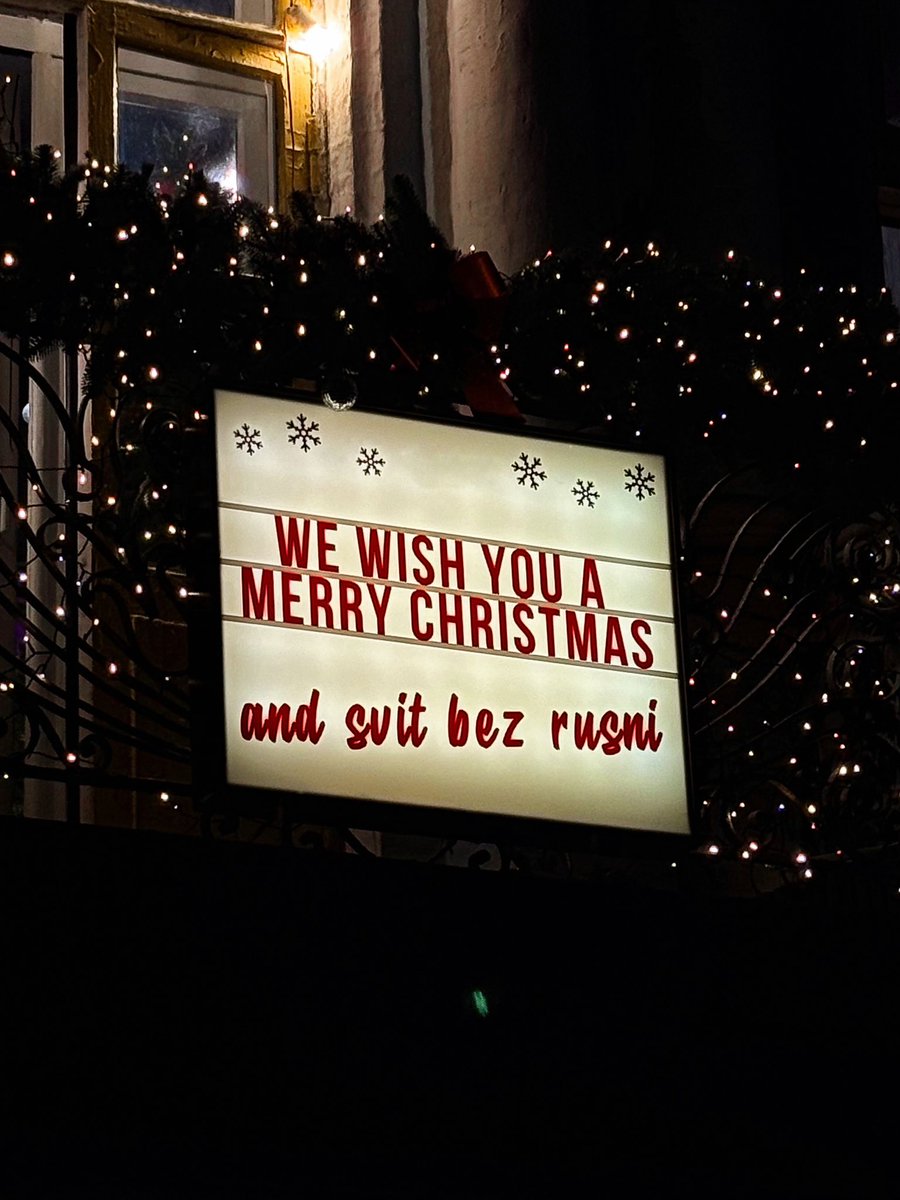 WE WISH YOU A
MERRY CHRISTMAS
and svit bez rusni